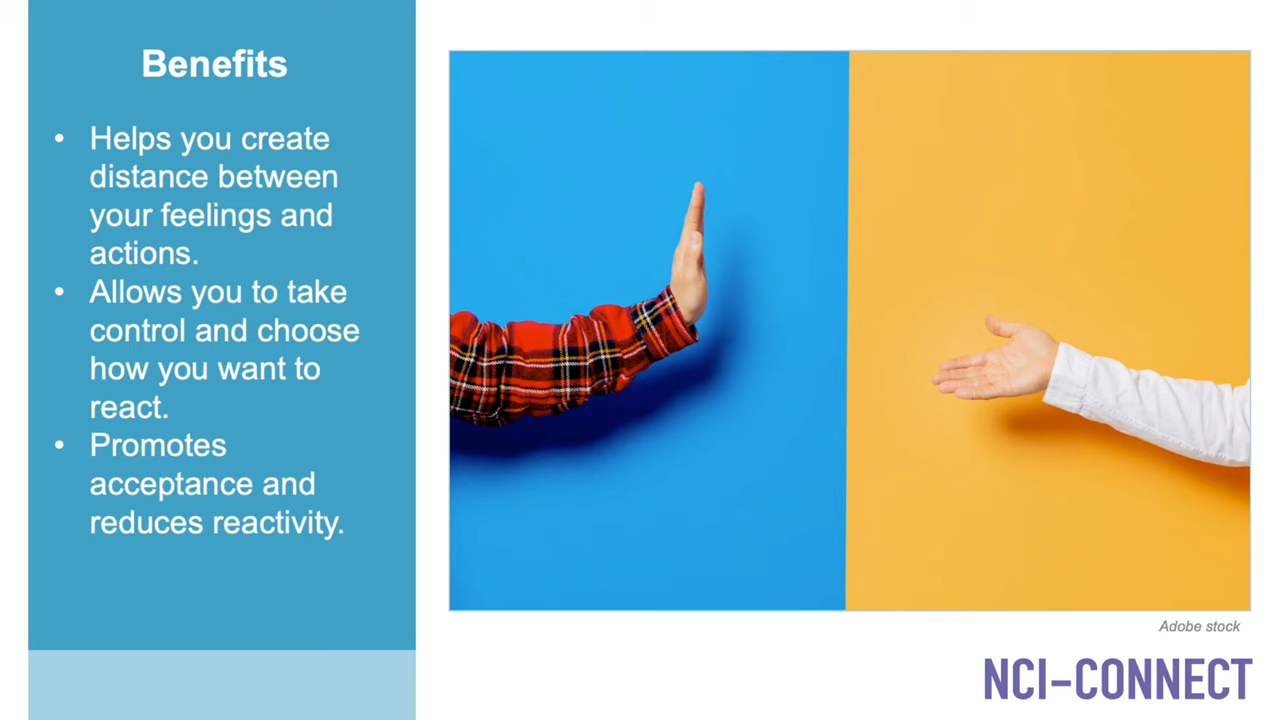 Benefits
• Helps you create
distance between
your feelings and
actions.
• Allows you to take
control and choose
how you want to
react.
• Promotes
acceptance and
reduces reactivity.
Adobe stock
NCI-CONNECT